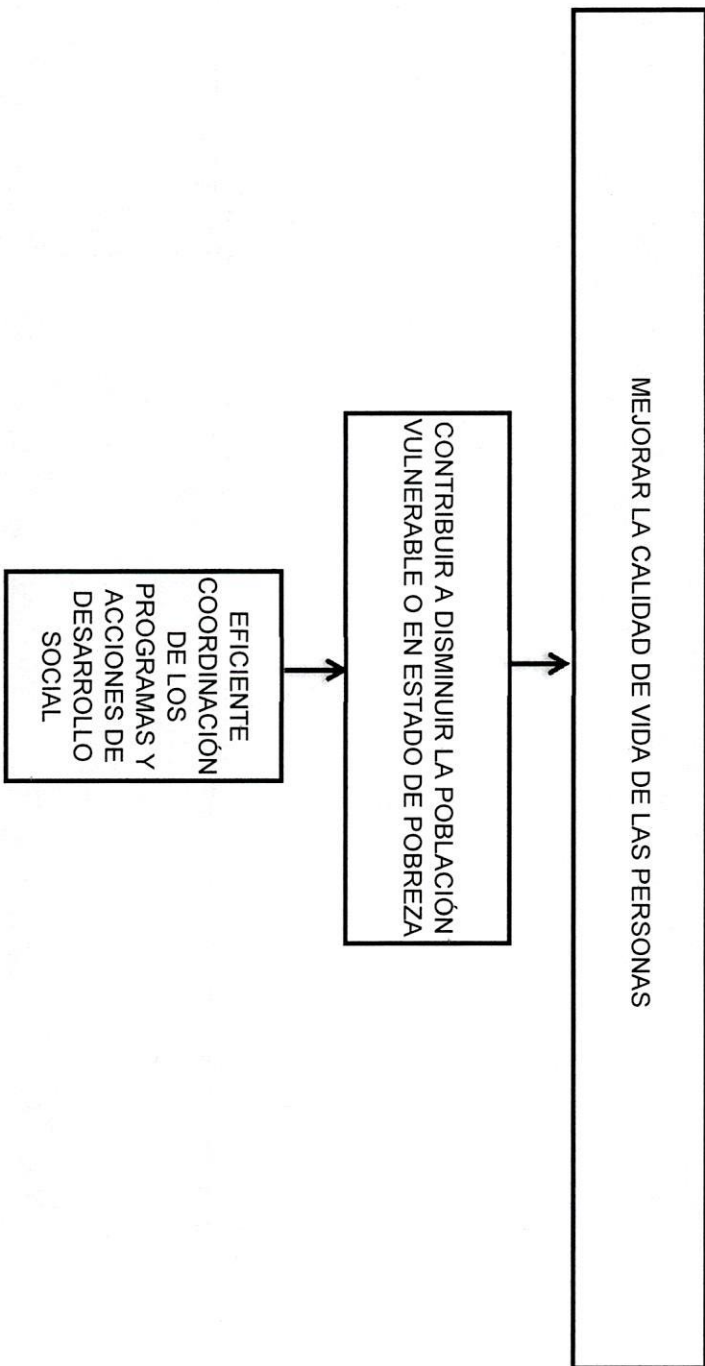 MEJORAR LA CALIDAD DE VIDA DE LAS PERSONAS
CONTRIBUIR A DISMINUIR LA POBLACIÓN
VULNERABLE O EN ESTADO DE POBREZA
EFICIENTE
COORDINACIÓN
DE LOS
PROGRAMAS Y
ACCIONES DE
DESARROLLO
SOCIAL